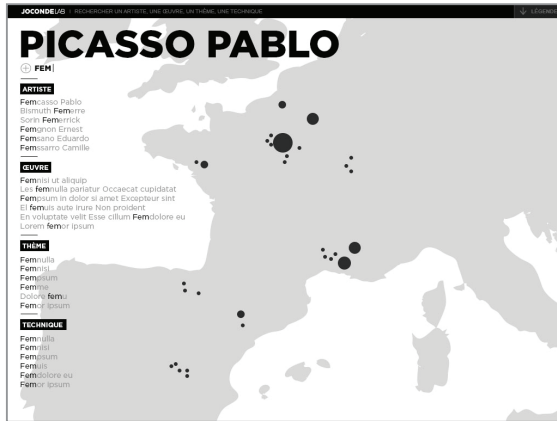 JOCONDELAB | RECHERCHER UN ARTISTE, UNE ŒUVRE, UN THÈME, UNE TECHNIQUE
LÉGENDE
PICASSO PABLO
FEM|
ARTISTE
Femcasso Pablo
Bismuth Femerre
Sorin Femerrick
Femgnon Ernest
Femsano Eduardo
Femssarro Camille
ŒUVRE
Femnisi ut aliquip
Les femnulla pariatur Occaecat cupidatat
Fempsum in dolor si amet Excepteur sint
El femuis aute irure Non proident
En voluptate velit Esse cillum Femdolore eu
Lorem femor ipsum
THÈME
Femnulla
Femnisi
Fempsium
Femme
Dolore femu
Femor ipsum
TECHNIQUE
Femnulla
Femnisi
Fempsum
Femuis
Femdolore eu
Femor ipsum